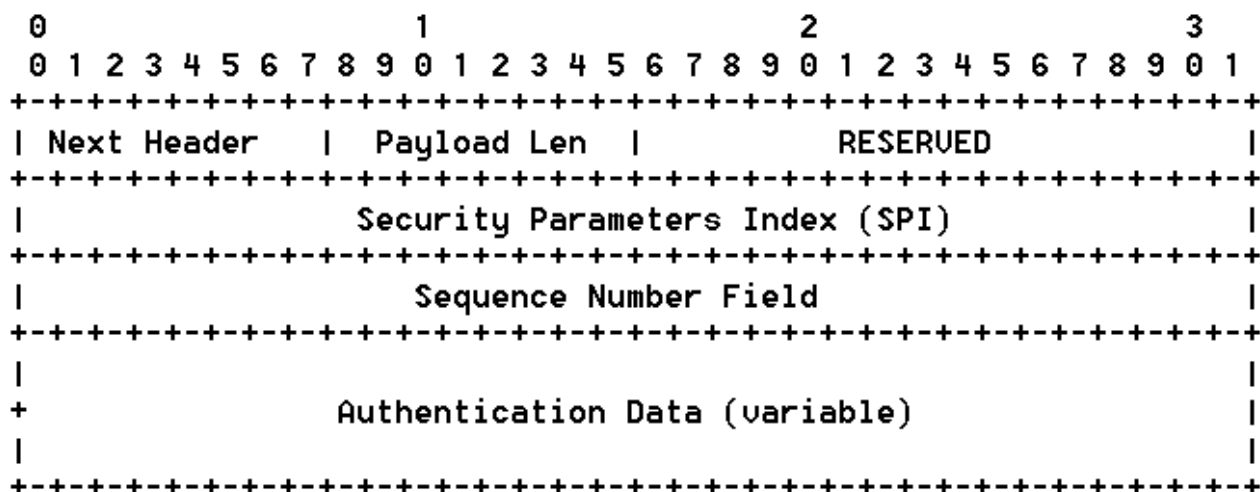 0                   1                   2                   3
0 1 2 3 4 5 6 7 8 9 0 1 2 3 4 5 6 7 8 9 0 1 2 3 4 5 6 7 8 9 0 1
+-+-+-+-+-+-+-+-+-+-+-+-+-+-+-+-+-+-+-+-+-+-+-+-+-+-+-+-+-+-+-+-+
| Next Header   |  Payload Len  |          RESERVED             |
+-+-+-+-+-+-+-+-+-+-+-+-+-+-+-+-+-+-+-+-+-+-+-+-+-+-+-+-+-+-+-+-+
|                 Security Parameters Index (SPI)               |
+-+-+-+-+-+-+-+-+-+-+-+-+-+-+-+-+-+-+-+-+-+-+-+-+-+-+-+-+-+-+-+-+
|                    Sequence Number Field                      |
+-+-+-+-+-+-+-+-+-+-+-+-+-+-+-+-+-+-+-+-+-+-+-+-+-+-+-+-+-+-+-+-+
|                                                               |
+                Authentication Data (variable)                 |
|                                                               |
+-+-+-+-+-+-+-+-+-+-+-+-+-+-+-+-+-+-+-+-+-+-+-+-+-+-+-+-+-+-+-+-+